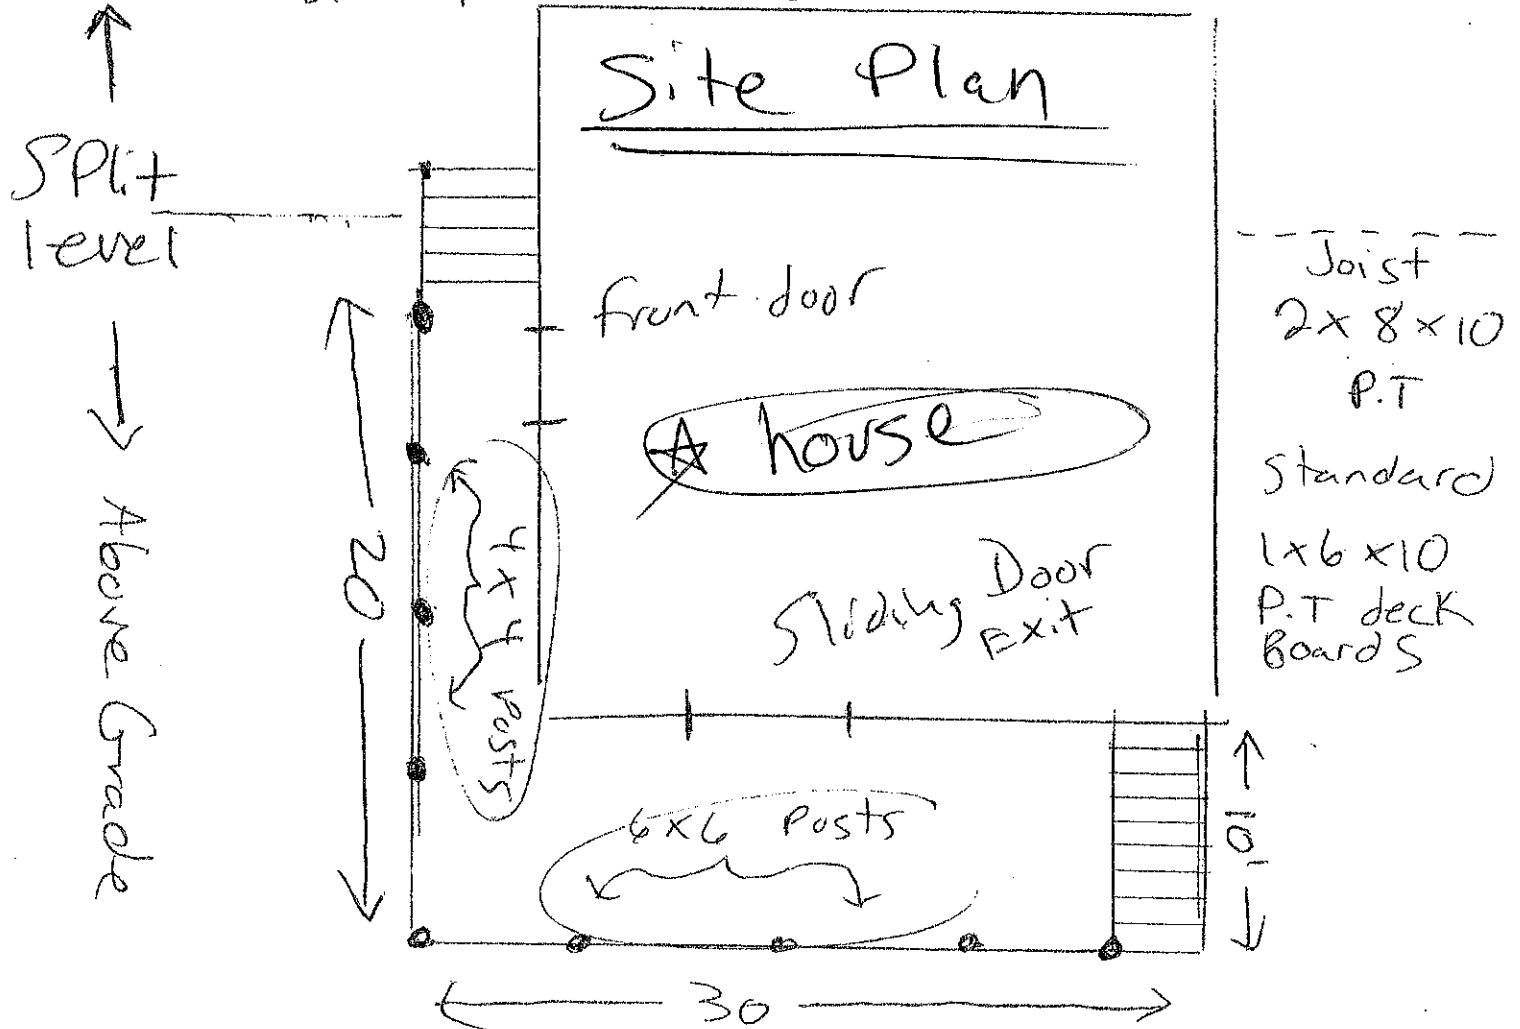 Site Plan
Split
level
Above Grade
20
front door
house
4x4 Posts
Sliding Door
Exit
6x6 Posts
30
10'
Joist
2x8x10
P.T
Standard
1x6x10
P.T deck
Boards